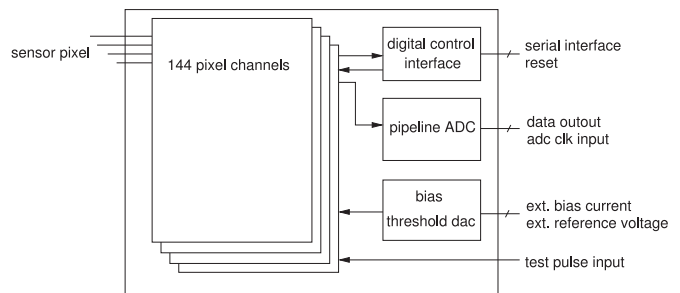 sensor pixel
144 pixel channels
digital control
interface
serial interface
reset
pipeline ADC
data outout
adc clk input
bias
threshold dac
ext. bias current
ext. reference voltage
test pulse input